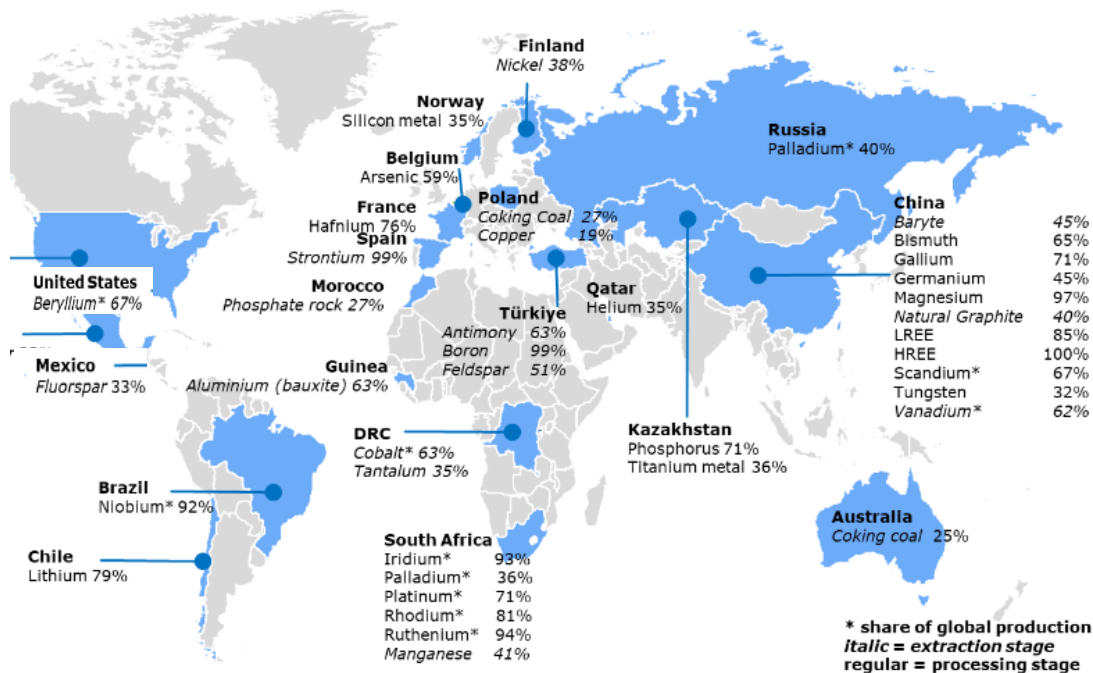 Finland
Nickel 38%
Norway
Silicon metal 35%
Belgium
Arsenic 59%
France
Hafnium 76%
Spain
Strontium 99%
Poland
Coking Coal 27%
Copper 19%
Russia
Palladium* 40%
China
Baryte 45%
Bismuth 65%
Gallium 71%
Germanium 45%
Magnesium 97%
Natural Graphite 40%
LREE 85%
HREE 100%
Scandium* 67%
Tungsten 32%
Vanadium* 62%
United States
Beryllium* 67%
Morocco
Phosphate rock 27%
Türkiye
Antimony 63%
Boron 99%
Feldspar 51%
Qatar
Helium 35%
Mexico
Fluorspar 33%
Guinea
Aluminium (bauxite) 63%
DRC
Cobalt* 63%
Tantalum 35%
Kazakhstan
Phosphorus 71%
Titanium metal 36%
Brazil
Niobium* 92%
Chile
Lithium 79%
South Africa
Iridium* 93%
Palladium* 36%
Platinum* 71%
Rhodium* 81%
Ruthenium* 94%
Manganese 41%
Australia
Coking coal 25%
* share of global production
italic = extraction stage
regular = processing stage